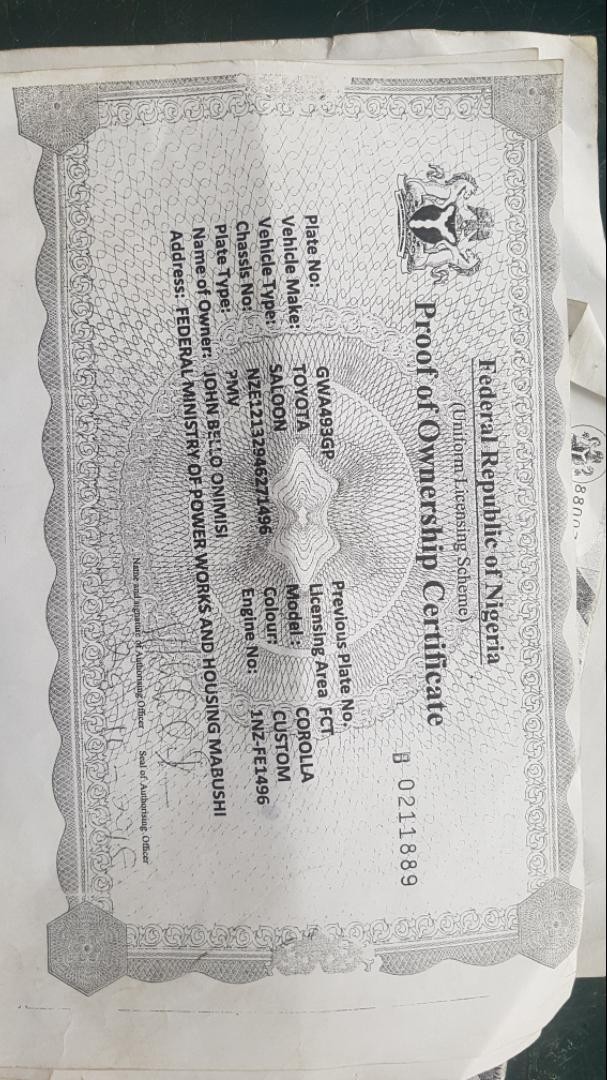 Federal Republic of Nigeria
(Uniform Licensing Scheme)
Proof of Ownership Certificate
B 0211889
Plate No: GWA493GP Previous Plate No.
Vehicle Make: TOYOTA Licensing Area FCT
Vehicle Type: SALOON Model : COROLLA
Chassis No: NZE12132946271496 Colour: CUSTOM
Plate Type: PMV Engine No: 1NZ-FE1496
Name of Owner: JOHN BELLO ONIMISI
Address: FEDERAL MINISTRY OF POWER WORKS AND HOUSING MABUSHI
Name and signature of Authorising Officer Seal of Authorising Officer